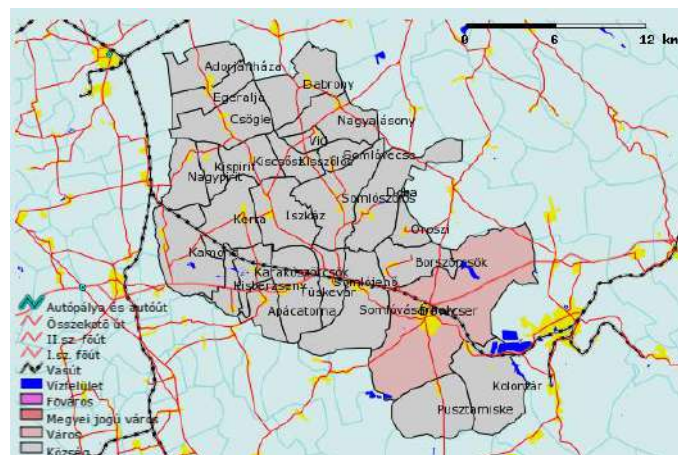 0 6 12 km
Adorjánháza
Dabrony
Egeralja
Csögle
Nagyalásony
Vid
Kiscsősz
Kisszőlős
Somlóvecse
Kispirit
Nagypirit
Doba
Somlószőlős
Iszkáz
Kerta
Oroszi
Kamond
Borszörcsök
Karakószörcsök
Kisberzseny
Tüskevár
Somlójenő
Apácatorna
Somlóvásárhely
Devecser
Kolontár
Pusztamiske
Autópálya és autóút
Összekötő út
II.sz. főút
I.sz. főút
Vasút
Vízfelület
Főváros
Megyei jogú város
Város
Község